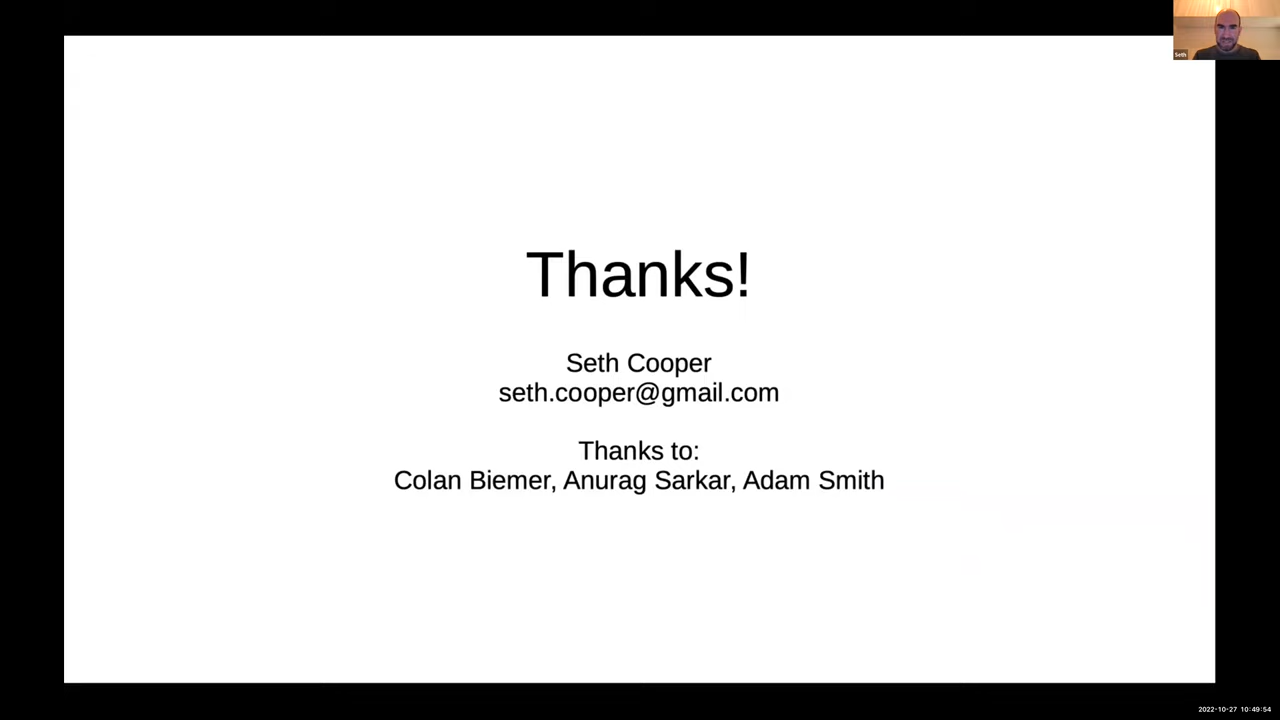 Seth
Thanks!
Seth Cooper
seth.cooper@gmail.com
Thanks to:
Colan Biemer, Anurag Sarkar, Adam Smith
2022-10-27 10:49:54